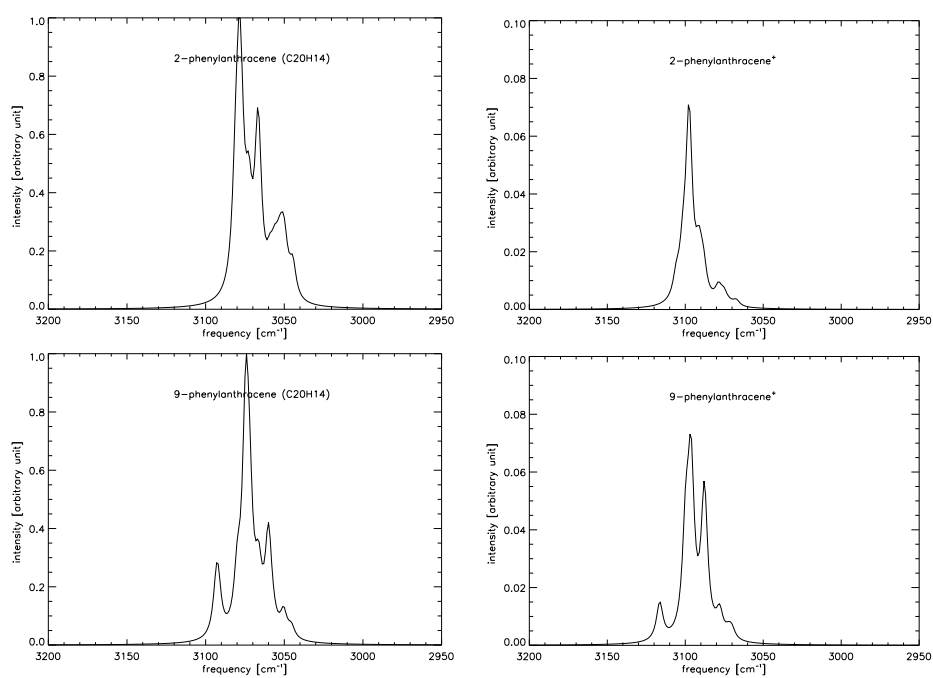 1.0
0.8
0.6
0.4
0.2
0.0
intensity [arbitrary unit]
2-phenylanthracene (C20H14)
3200 3150 3100 3050 3000 2950
frequency [cm⁻¹]
0.10
0.08
0.06
0.04
0.02
0.00
intensity [arbitrary unit]
2-phenylanthracene⁺
3200 3150 3100 3050 3000 2950
frequency [cm⁻¹]
1.0
0.8
0.6
0.4
0.2
0.0
intensity [arbitrary unit]
9-phenylanthracene (C20H14)
3200 3150 3100 3050 3000 2950
frequency [cm⁻¹]
0.10
0.08
0.06
0.04
0.02
0.00
intensity [arbitrary unit]
9-phenylanthracene⁺
3200 3150 3100 3050 3000 2950
frequency [cm⁻¹]